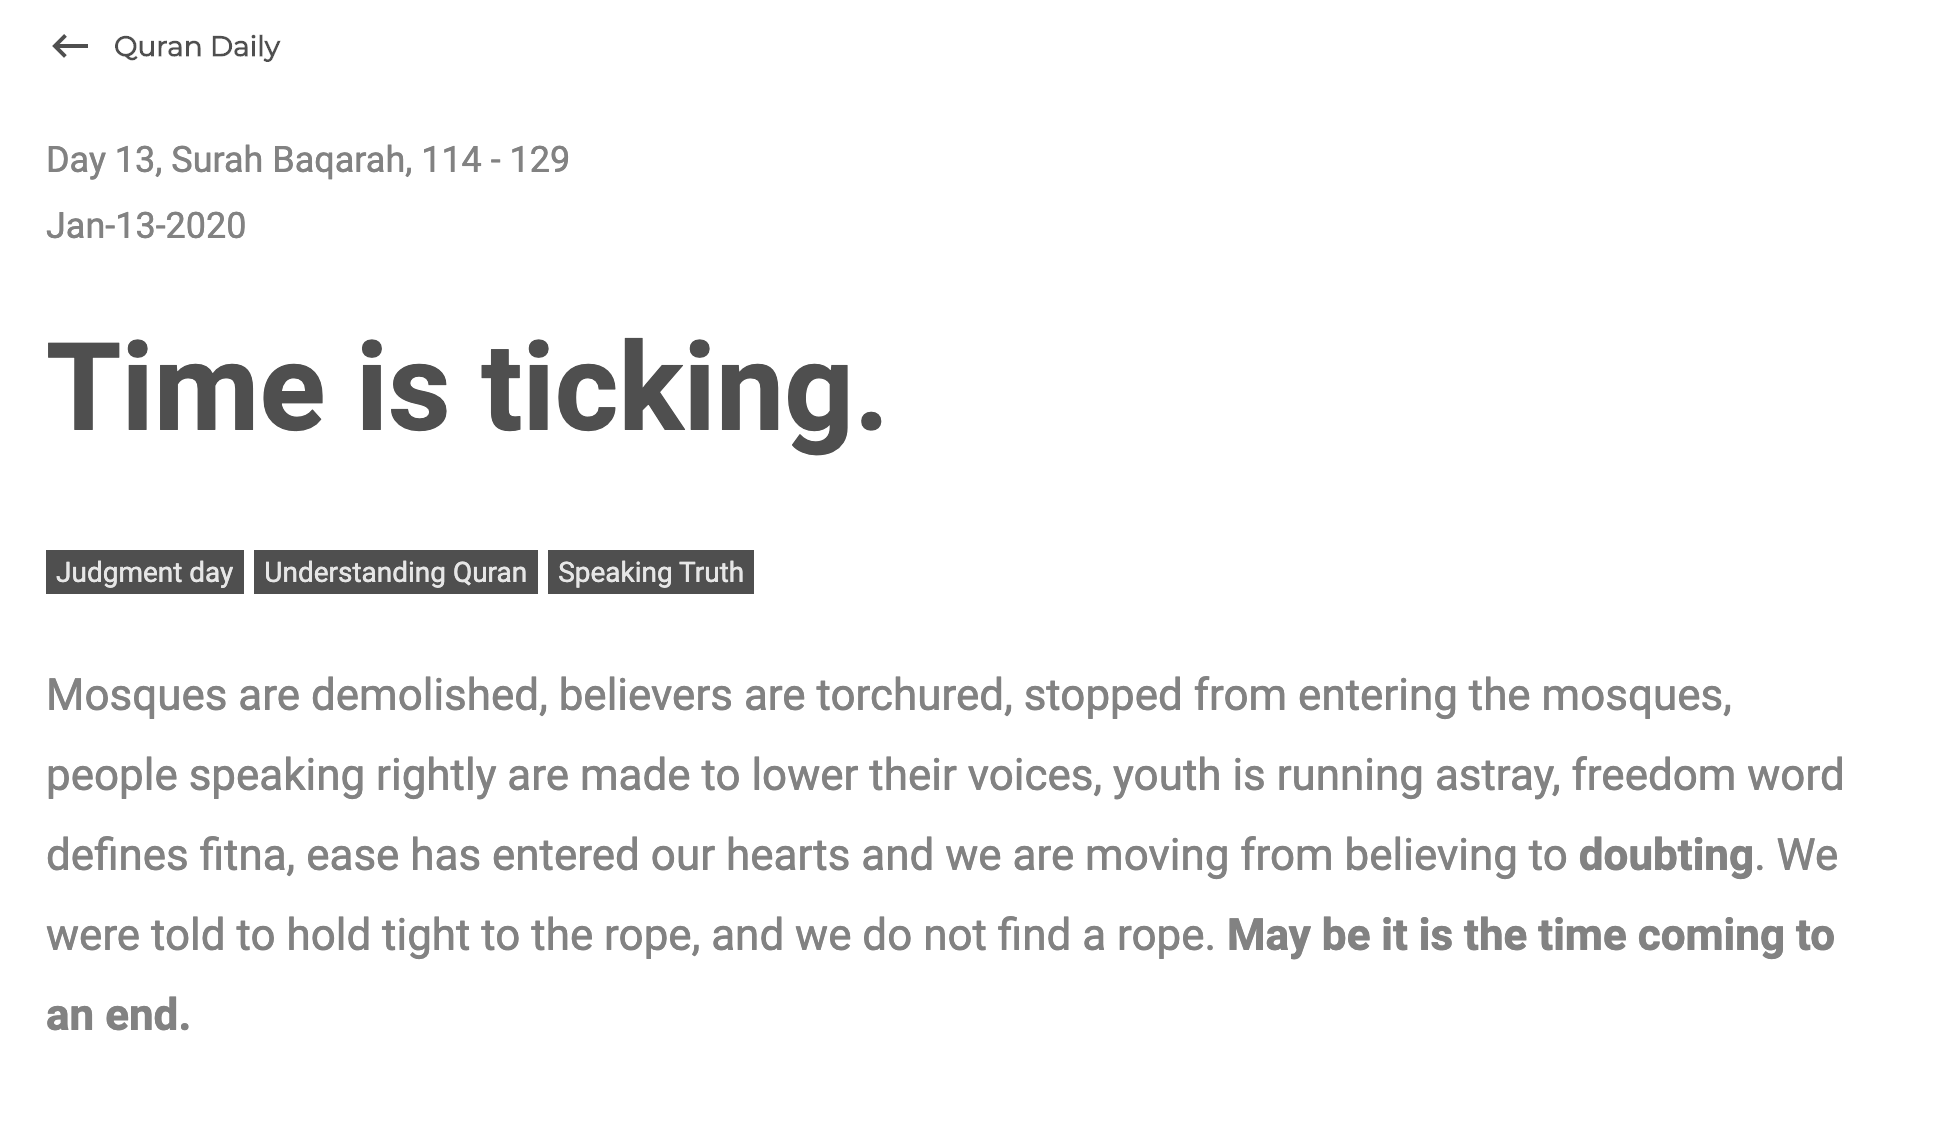 Quran Daily
Day 13, Surah Baqarah, 114 - 129
Jan-13-2020
Time is ticking.
Judgment day Understanding Quran Speaking Truth
Mosques are demolished, believers are torchured, stopped from entering the mosques,
people speaking rightly are made to lower their voices, youth is running astray, freedom word
defines fitna, ease has entered our hearts and we are moving from believing to doubting. We
were told to hold tight to the rope, and we do not find a rope. May be it is the time coming to
an end.